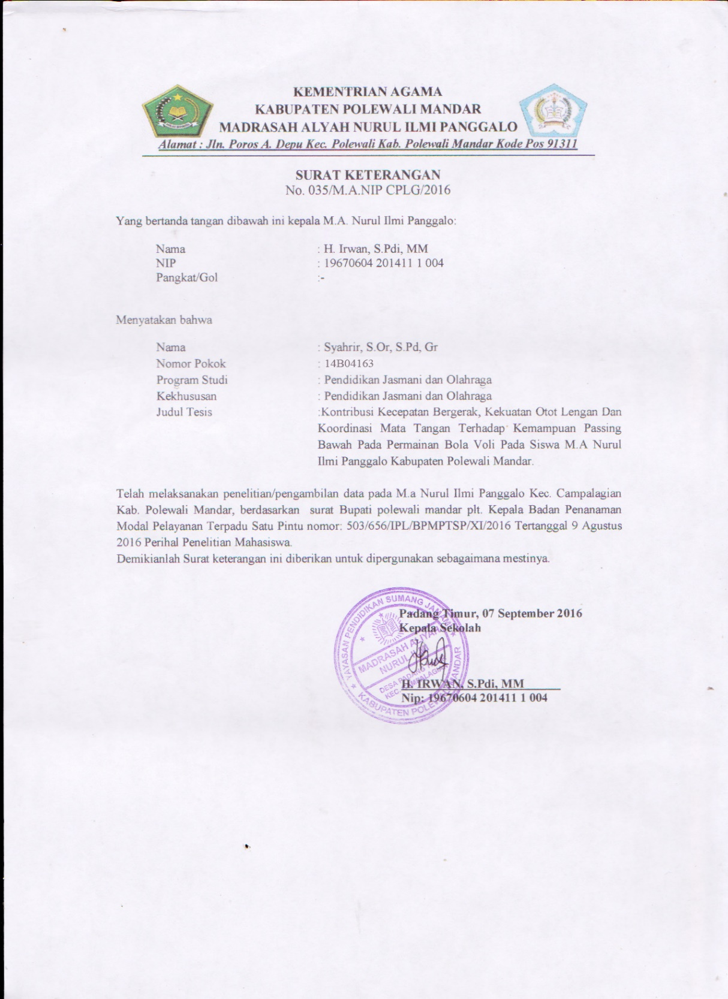 KEMENTRIAN AGAMA
KABUPATEN POLEWALI MANDAR
MADRASAH ALYAH NURUL ILMI PANGGALO
Alamat : Jln. Poros A. Depu Kec. Polewali Kab. Polewali Mandar Kode Pos 91311
SURAT KETERANGAN
No. 035/M.A.NIP CPLG/2016
Yang bertanda tangan dibawah ini kepala M.A. Nurul Ilmi Panggalo:
Nama : H. Irwan, S.Pdi, MM
NIP : 19670604 201411 1 004
Pangkat/Gol :-
Menyatakan bahwa
Nama : Syahrir, S.Or, S.Pd, Gr
Nomor Pokok : 14B04163
Program Studi : Pendidikan Jasmani dan Olahraga
Kekhususan : Pendidikan Jasmani dan Olahraga
Judul Tesis :Kontribusi Kecepatan Bergerak, Kekuatan Otot Lengan Dan
Koordinasi Mata Tangan Terhadap Kemampuan Passing
Bawah Pada Permainan Bola Voli Pada Siswa M.A Nurul
Ilmi Panggalo Kabupaten Polewali Mandar.
Telah melaksanakan penelitian/pengambilan data pada M.a Nurul Ilmi Panggalo Kec. Campalagian
Kab. Polewali Mandar, berdasarkan surat Bupati polewali mandar plt. Kepala Badan Penanaman
Modal Pelayanan Terpadu Satu Pintu nomor: 503/656/IPL/BPMPTSP/XI/2016 Tertanggal 9 Agustus
2016 Perihal Penelitian Mahasiswa.
Demikianlah Surat keterangan ini diberikan untuk dipergunakan sebagaimana mestinya.
Padang Timur, 07 September 2016
Kepala Sekolah
H. IRWAN, S.Pdi, MM
Nip: 19670604 201411 1 004
YAYASAN PENDIDIKAN SUMANG JAMANI
MADRASAH ALIYAH
NURUL ILMI
DESA PADANG
KEC. CAMPALAGIAN
KABUPATEN POLEWALI MANDAR